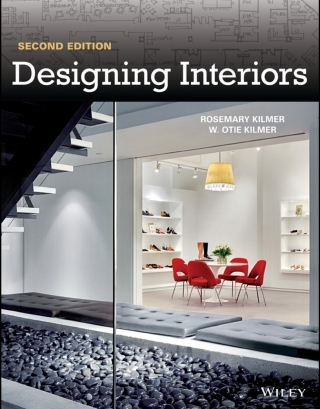 SECOND EDITION
Designing Interiors
ROSEMARY KILMER
W. OTIE KILMER
WILEY